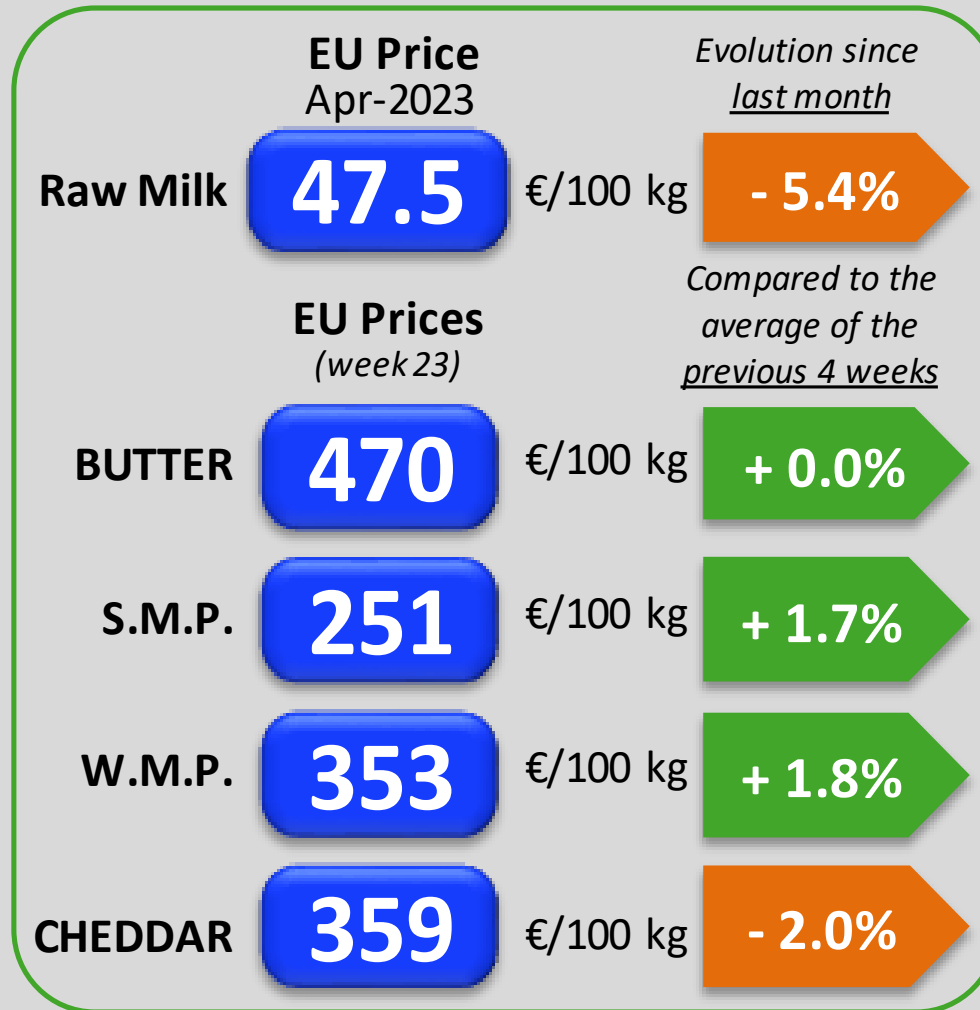 EU Price
Apr-2023
Evolution since
last month
Raw Milk 47.5 €/100 kg - 5.4%
EU Prices
(week 23)
Compared to the
average of the
previous 4 weeks
BUTTER 470 €/100 kg + 0.0%
S.M.P. 251 €/100 kg + 1.7%
W.M.P. 353 €/100 kg + 1.8%
CHEDDAR 359 €/100 kg - 2.0%